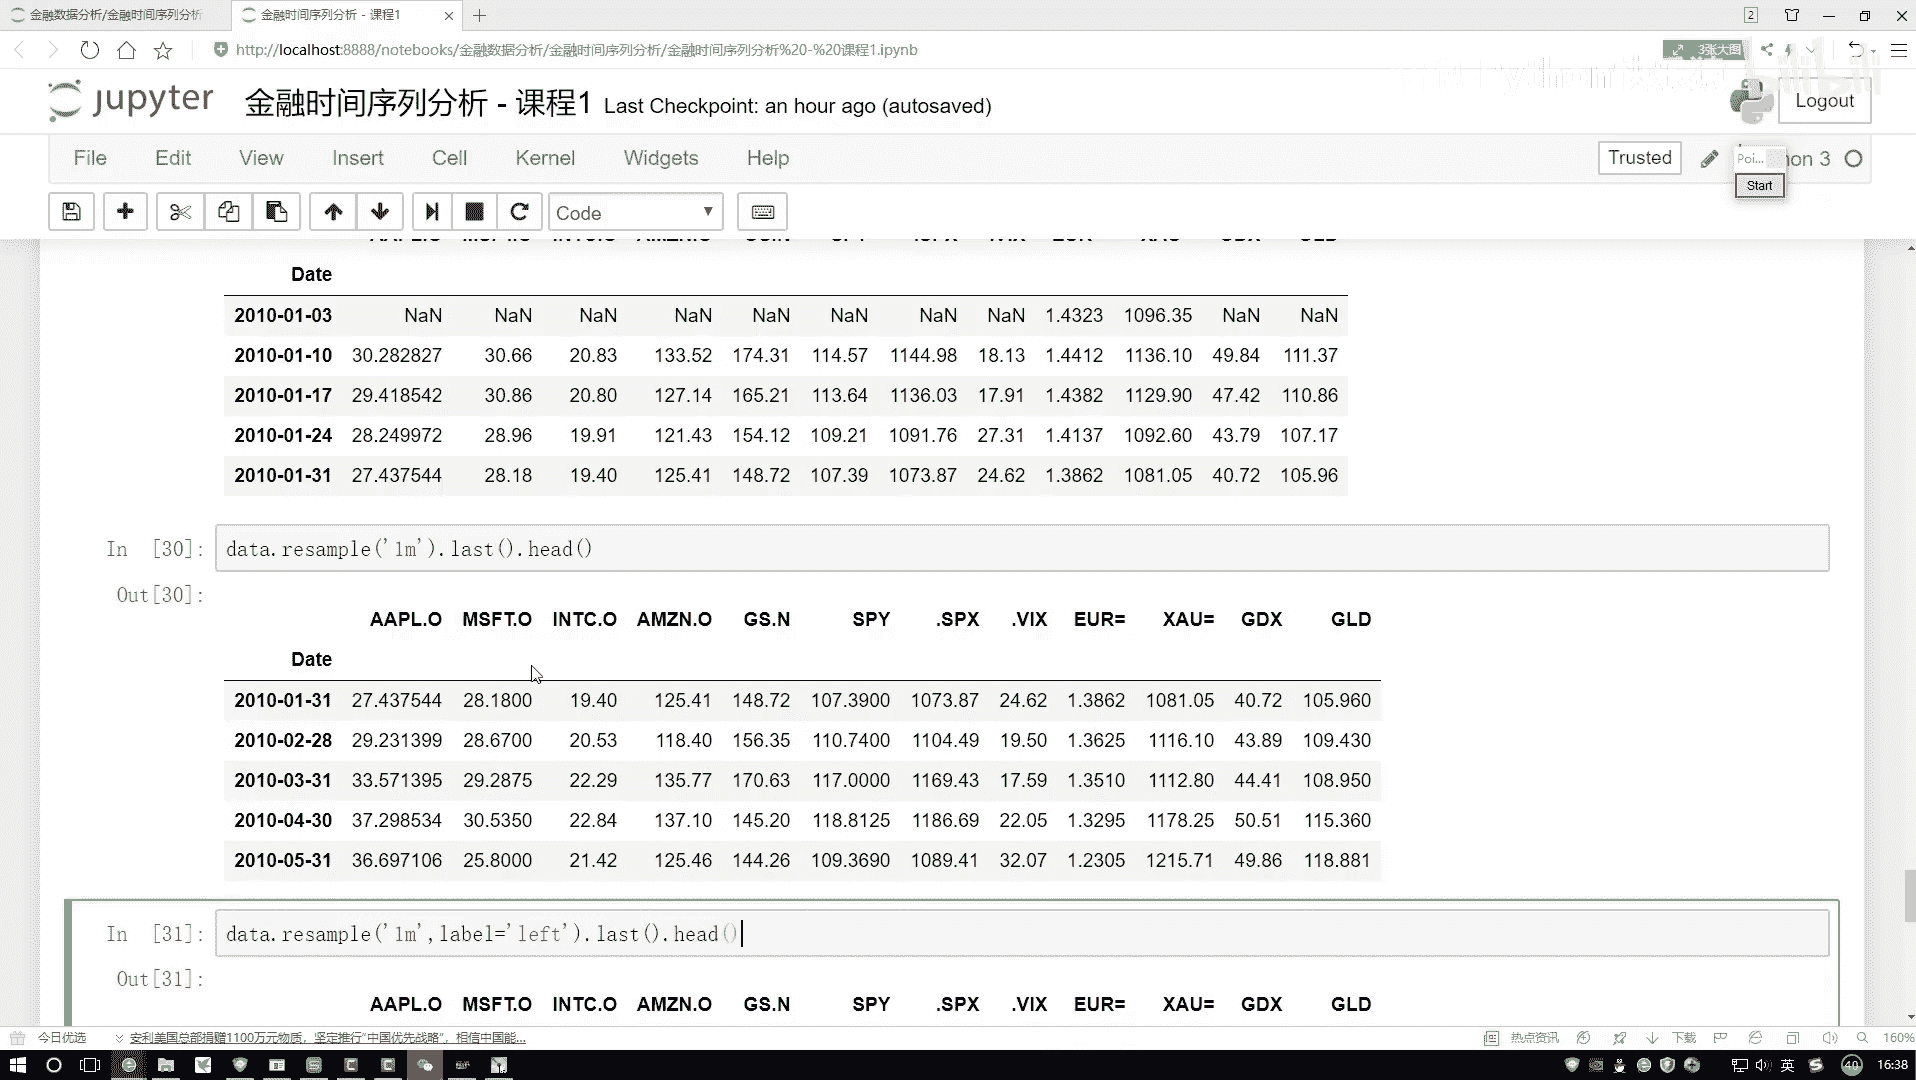 金融数据分析/金融时间序列分析
金融时间序列分析 - 课程1
2
http://localhost:8888/notebooks/金融数据分析/金融时间序列分析/金融时间序列分析%20-%20课程1.ipynb
3张大图
bilibili
jupyter
金融时间序列分析 - 课程1 Last Checkpoint: an hour ago (autosaved)
Logout
File Edit View Insert Cell Kernel Widgets Help
Trusted
Poi...
hon 3
Start
Code
Date
2010-01-03 NaN NaN NaN NaN NaN NaN NaN NaN 1.4323 1096.35 NaN NaN
2010-01-10 30.282827 30.66 20.83 133.52 174.31 114.57 1144.98 18.13 1.4412 1136.10 49.84 111.37
2010-01-17 29.418542 30.86 20.80 127.14 165.21 113.64 1136.03 17.91 1.4382 1129.90 47.42 110.86
2010-01-24 28.249972 28.96 19.91 121.43 154.12 109.21 1091.76 27.31 1.4137 1092.60 43.79 107.17
2010-01-31 27.437544 28.18 19.40 125.41 148.72 107.39 1073.87 24.62 1.3862 1081.05 40.72 105.96
In [30]: data.resample('1m').last().head()
Out[30]:
AAPL.O MSFT.O INTC.O AMZN.O GS.N SPY .SPX .VIX EUR= XAU= GDX GLD
Date
2010-01-31 27.437544 28.1800 19.40 125.41 148.72 107.3900 1073.87 24.62 1.3862 1081.05 40.72 105.960
2010-02-28 29.231399 28.6700 20.53 118.40 156.35 110.7400 1104.49 19.50 1.3625 1116.10 43.89 109.430
2010-03-31 33.571395 29.2875 22.29 135.77 170.63 117.0000 1169.43 17.59 1.3510 1112.80 44.41 108.950
2010-04-30 37.298534 30.5350 22.84 137.10 145.20 118.8125 1186.69 22.05 1.3295 1178.25 50.51 115.360
2010-05-31 36.697106 25.8000 21.42 125.46 144.26 109.3690 1089.41 32.07 1.2305 1215.71 49.86 118.881
In [31]: data.resample('1m',label='left').last().head()
Out[31]:
AAPL.O MSFT.O INTC.O AMZN.O GS.N SPY .SPX .VIX EUR= XAU= GDX GLD
今日优选 安利美国总部捐赠1100万元物质，坚定推行“中国优先战略”，相信中国能...
热点资讯 下载 160%
英 40 16:38